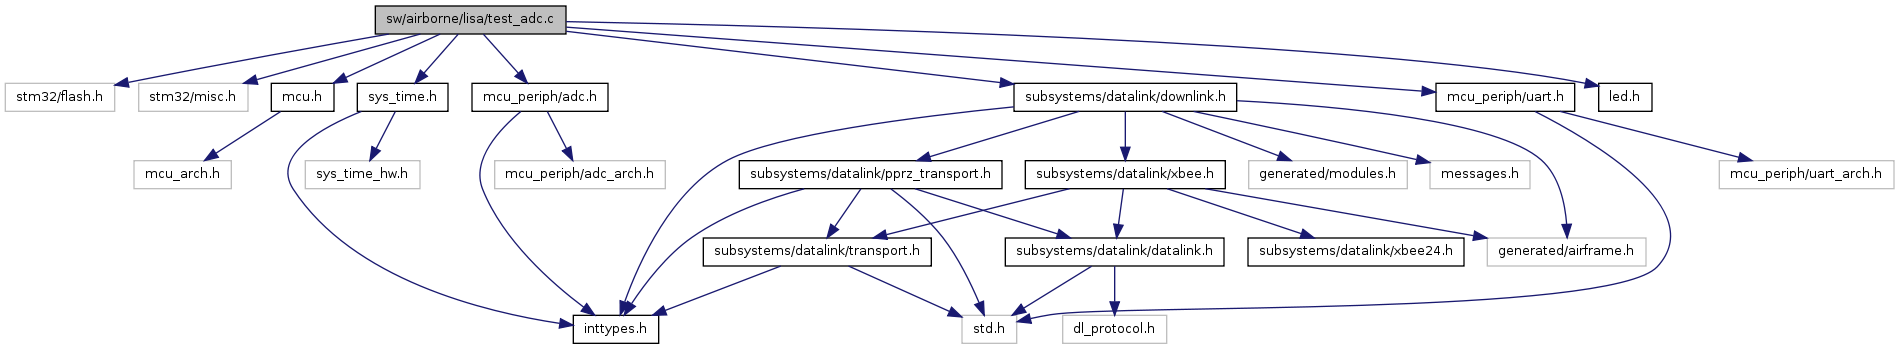 sw/airborne/lisa/test_adc.c
stm32/flash.h
stm32/misc.h
mcu.h
sys_time.h
mcu_periph/adc.h
subsystems/datalink/downlink.h
mcu_periph/uart.h
led.h
mcu_arch.h
sys_time_hw.h
mcu_periph/adc_arch.h
subsystems/datalink/pprz_transport.h
subsystems/datalink/xbee.h
generated/modules.h
messages.h
mcu_periph/uart_arch.h
subsystems/datalink/transport.h
subsystems/datalink/datalink.h
subsystems/datalink/xbee24.h
generated/airframe.h
inttypes.h
std.h
dl_protocol.h